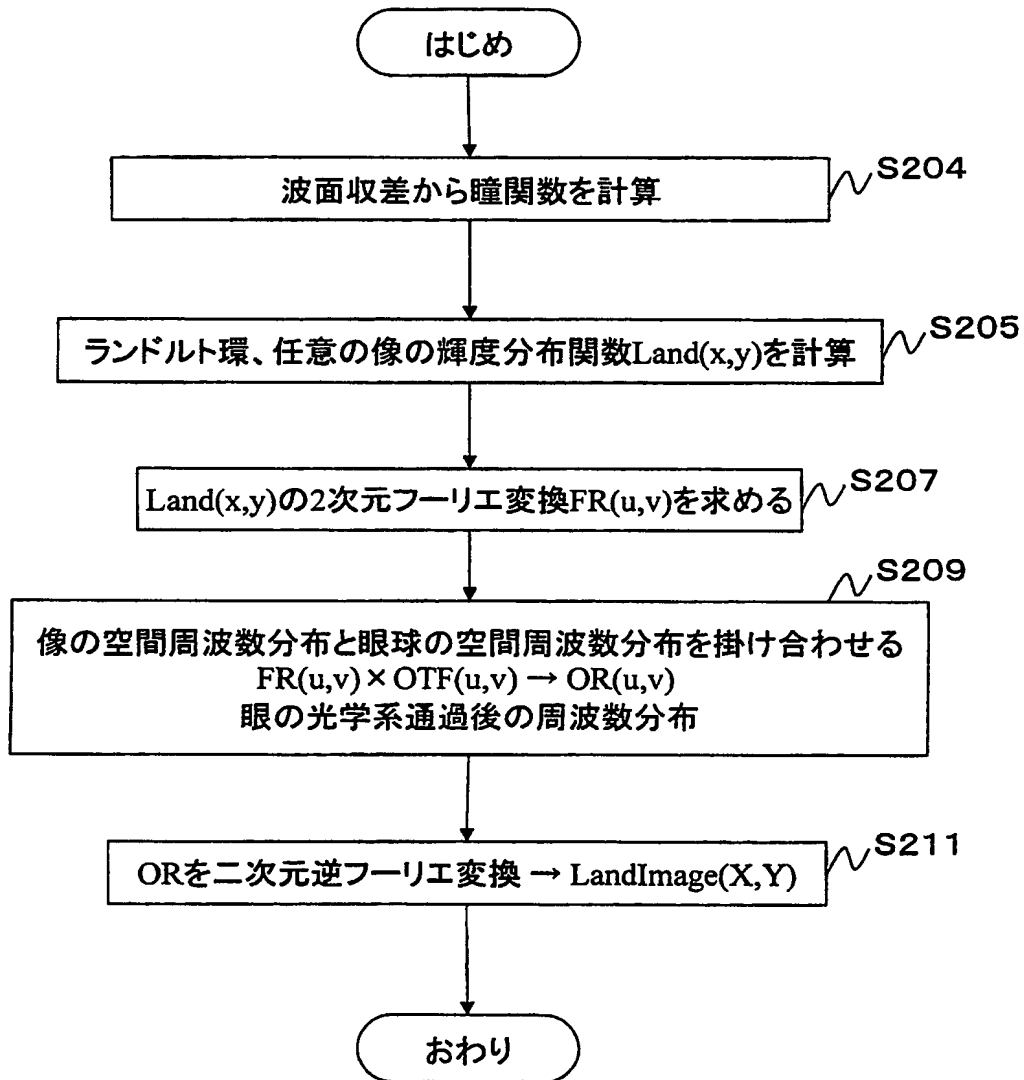 はじめ
S204
波面収差から瞳関数を計算
S205
ランドルト環、任意の像の輝度分布関数Land(x,y)を計算
S207
Land(x,y)の2次元フーリエ変換FR(u,v)を求める
S209
像の空間周波数分布と眼球の空間周波数分布を掛け合わせる
FR(u,v)×OTF(u,v) → OR(u,v)
眼の光学系通過後の周波数分布
S211
ORを二次元逆フーリエ変換 → LandImage(X,Y)
おわり